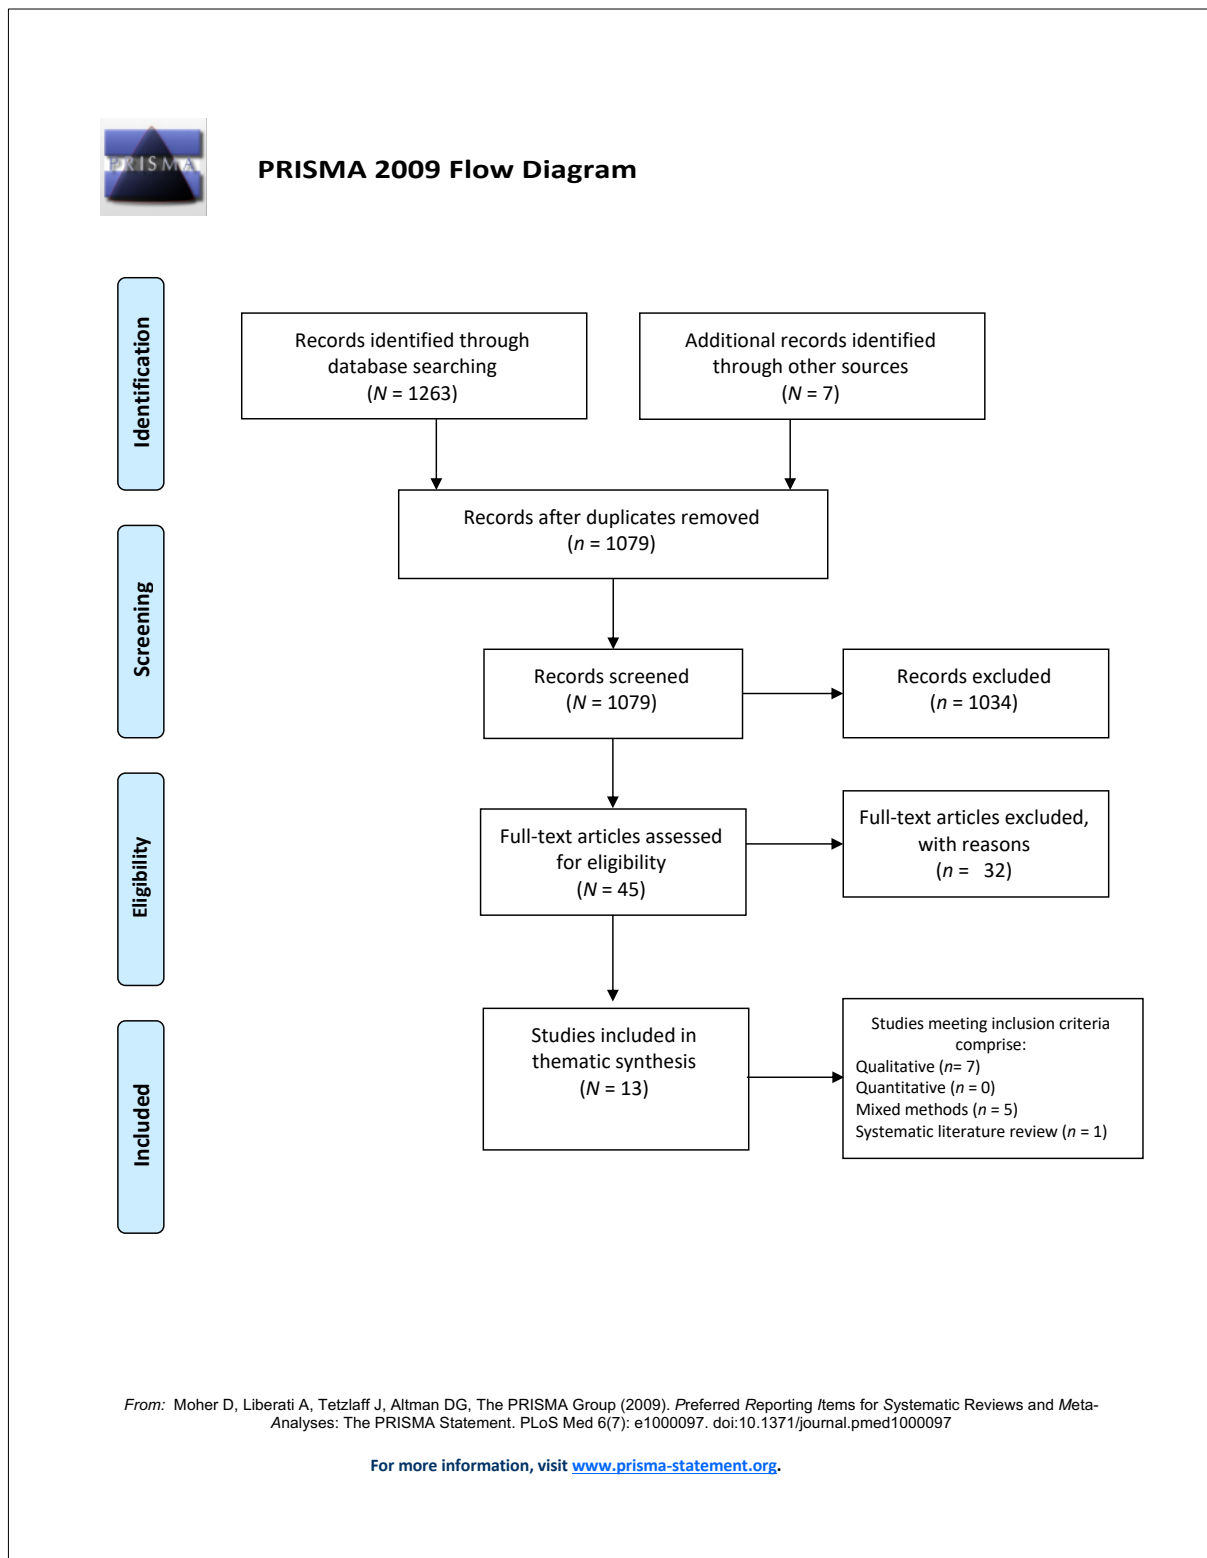 PRISMA
PRISMA 2009 Flow Diagram
Identification
Records identified through
database searching
(N = 1263)
Additional records identified
through other sources
(N = 7)
Records after duplicates removed
(n = 1079)
Screening
Records screened
(N = 1079)
Records excluded
(n = 1034)
Eligibility
Full-text articles assessed
for eligibility
(N = 45)
Full-text articles excluded,
with reasons
(n = 32)
Included
Studies included in
thematic synthesis
(N = 13)
Studies meeting inclusion criteria
comprise:
Qualitative (n= 7)
Quantitative (n = 0)
Mixed methods (n = 5)
Systematic literature review (n = 1)
From: Moher D, Liberati A, Tetzlaff J, Altman DG, The PRISMA Group (2009). Preferred Reporting Items for Systematic Reviews and Meta-
Analyses: The PRISMA Statement. PLoS Med 6(7): e1000097. doi:10.1371/journal.pmed1000097
For more information, visit www.prisma-statement.org.